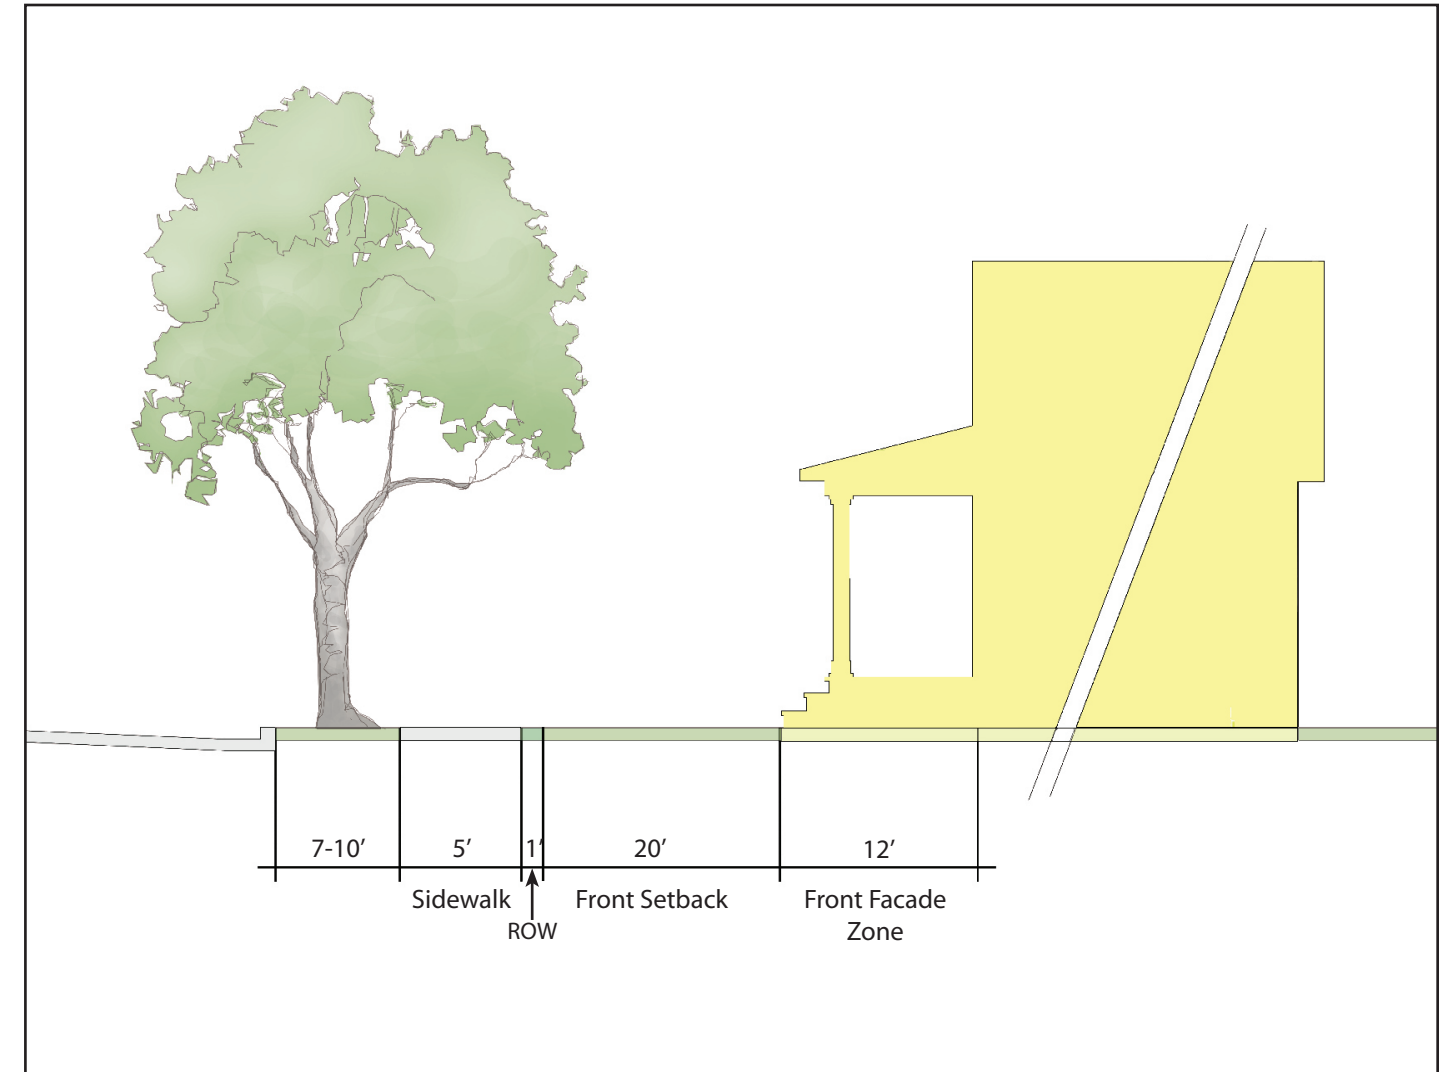 7-10’ 5’ 1’ 20’ 12’
Sidewalk Front Setback Front Facade
Zone
ROW